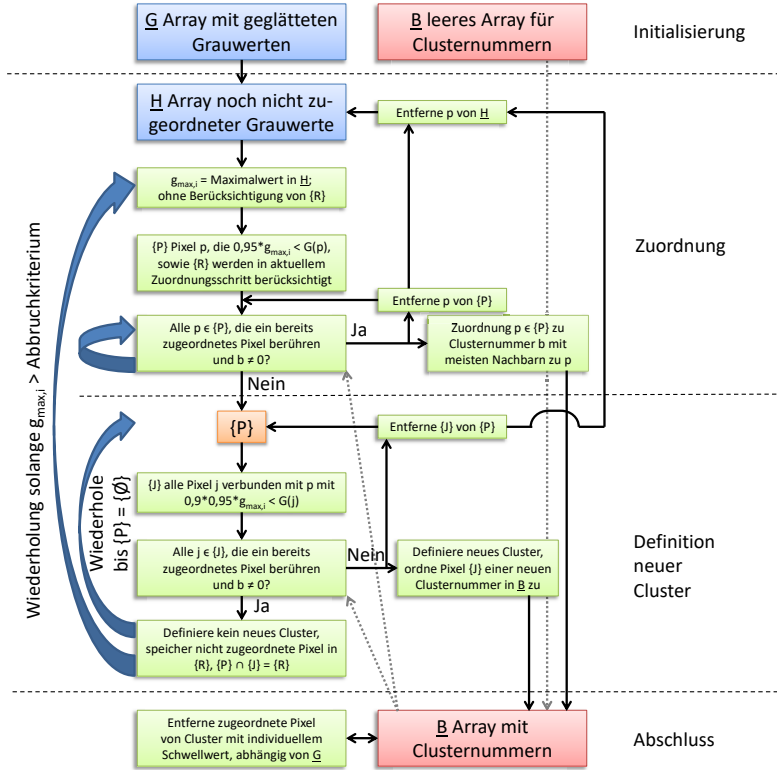 G Array mit geglätteten
Grauwerten
B leeres Array für
Clusternummern
Initialisierung
H Array noch nicht zu-
geordneter Grauwerte
Entferne p von H
gmax,i = Maximalwert in H;
ohne Berücksichtigung von {R}
Zuordnung
{P} Pixel p, die 0,95*gmax,i < G(p),
sowie {R} werden in aktuellem
Zuordnungsschritt berücksichtigt
Entferne p von {P}
Alle p ϵ {P}, die ein bereits
zugeordnetes Pixel berühren
und b ≠ 0?
Ja
Zuordnung p ϵ {P} zu
Clusternummer b mit
meisten Nachbarn zu p
Nein
Wiederholung solange gmax,i > Abbruchkriterium
{P}
Entferne {J} von {P}
Wiederhole
bis {P} = {Ø}
{J} alle Pixel j verbunden mit p mit
0,9*0,95*gmax,i < G(j)
Alle j ϵ {J}, die ein bereits
zugeordnetes Pixel berühren
und b ≠ 0?
Nein
Definiere neues Cluster,
ordne Pixel {J} einer neuen
Clusternummer in B zu
Definition
neuer
Cluster
Ja
Definiere kein neues Cluster,
speicher nicht zugeordnete Pixel in
{R}, {P} ∩ {J} = {R}
Entferne zugeordnete Pixel
von Cluster mit individuellem
Schwellwert, abhängig von G
B Array mit
Clusternummern
Abschluss